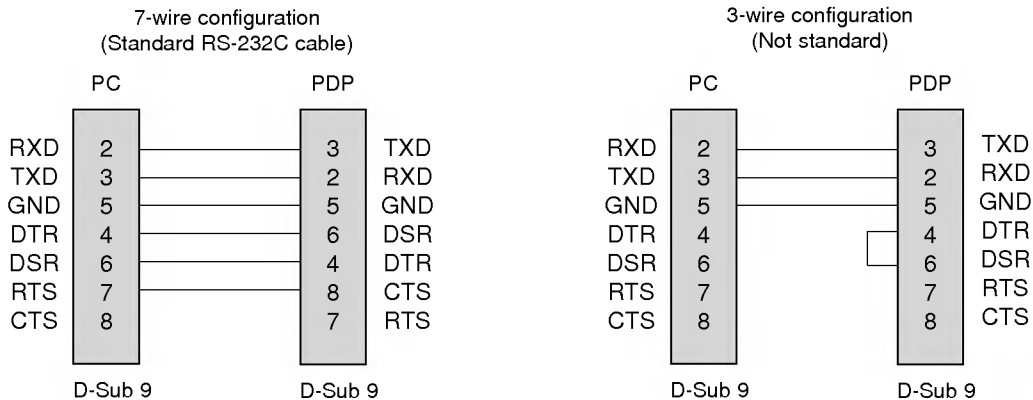 7-wire configuration
(Standard RS-232C cable)
PC PDP
RXD 2 3 TXD
TXD 3 2 RXD
GND 5 5 GND
DTR 4 6 DSR
DSR 6 4 DTR
RTS 7 8 CTS
CTS 8 7 RTS
D-Sub 9 D-Sub 9
3-wire configuration
(Not standard)
PC PDP
RXD 2 3 TXD
TXD 3 2 RXD
GND 5 5 GND
DTR 4 4 DTR
DSR 6 6 DSR
RTS 7 7 RTS
CTS 8 8 CTS
D-Sub 9 D-Sub 9